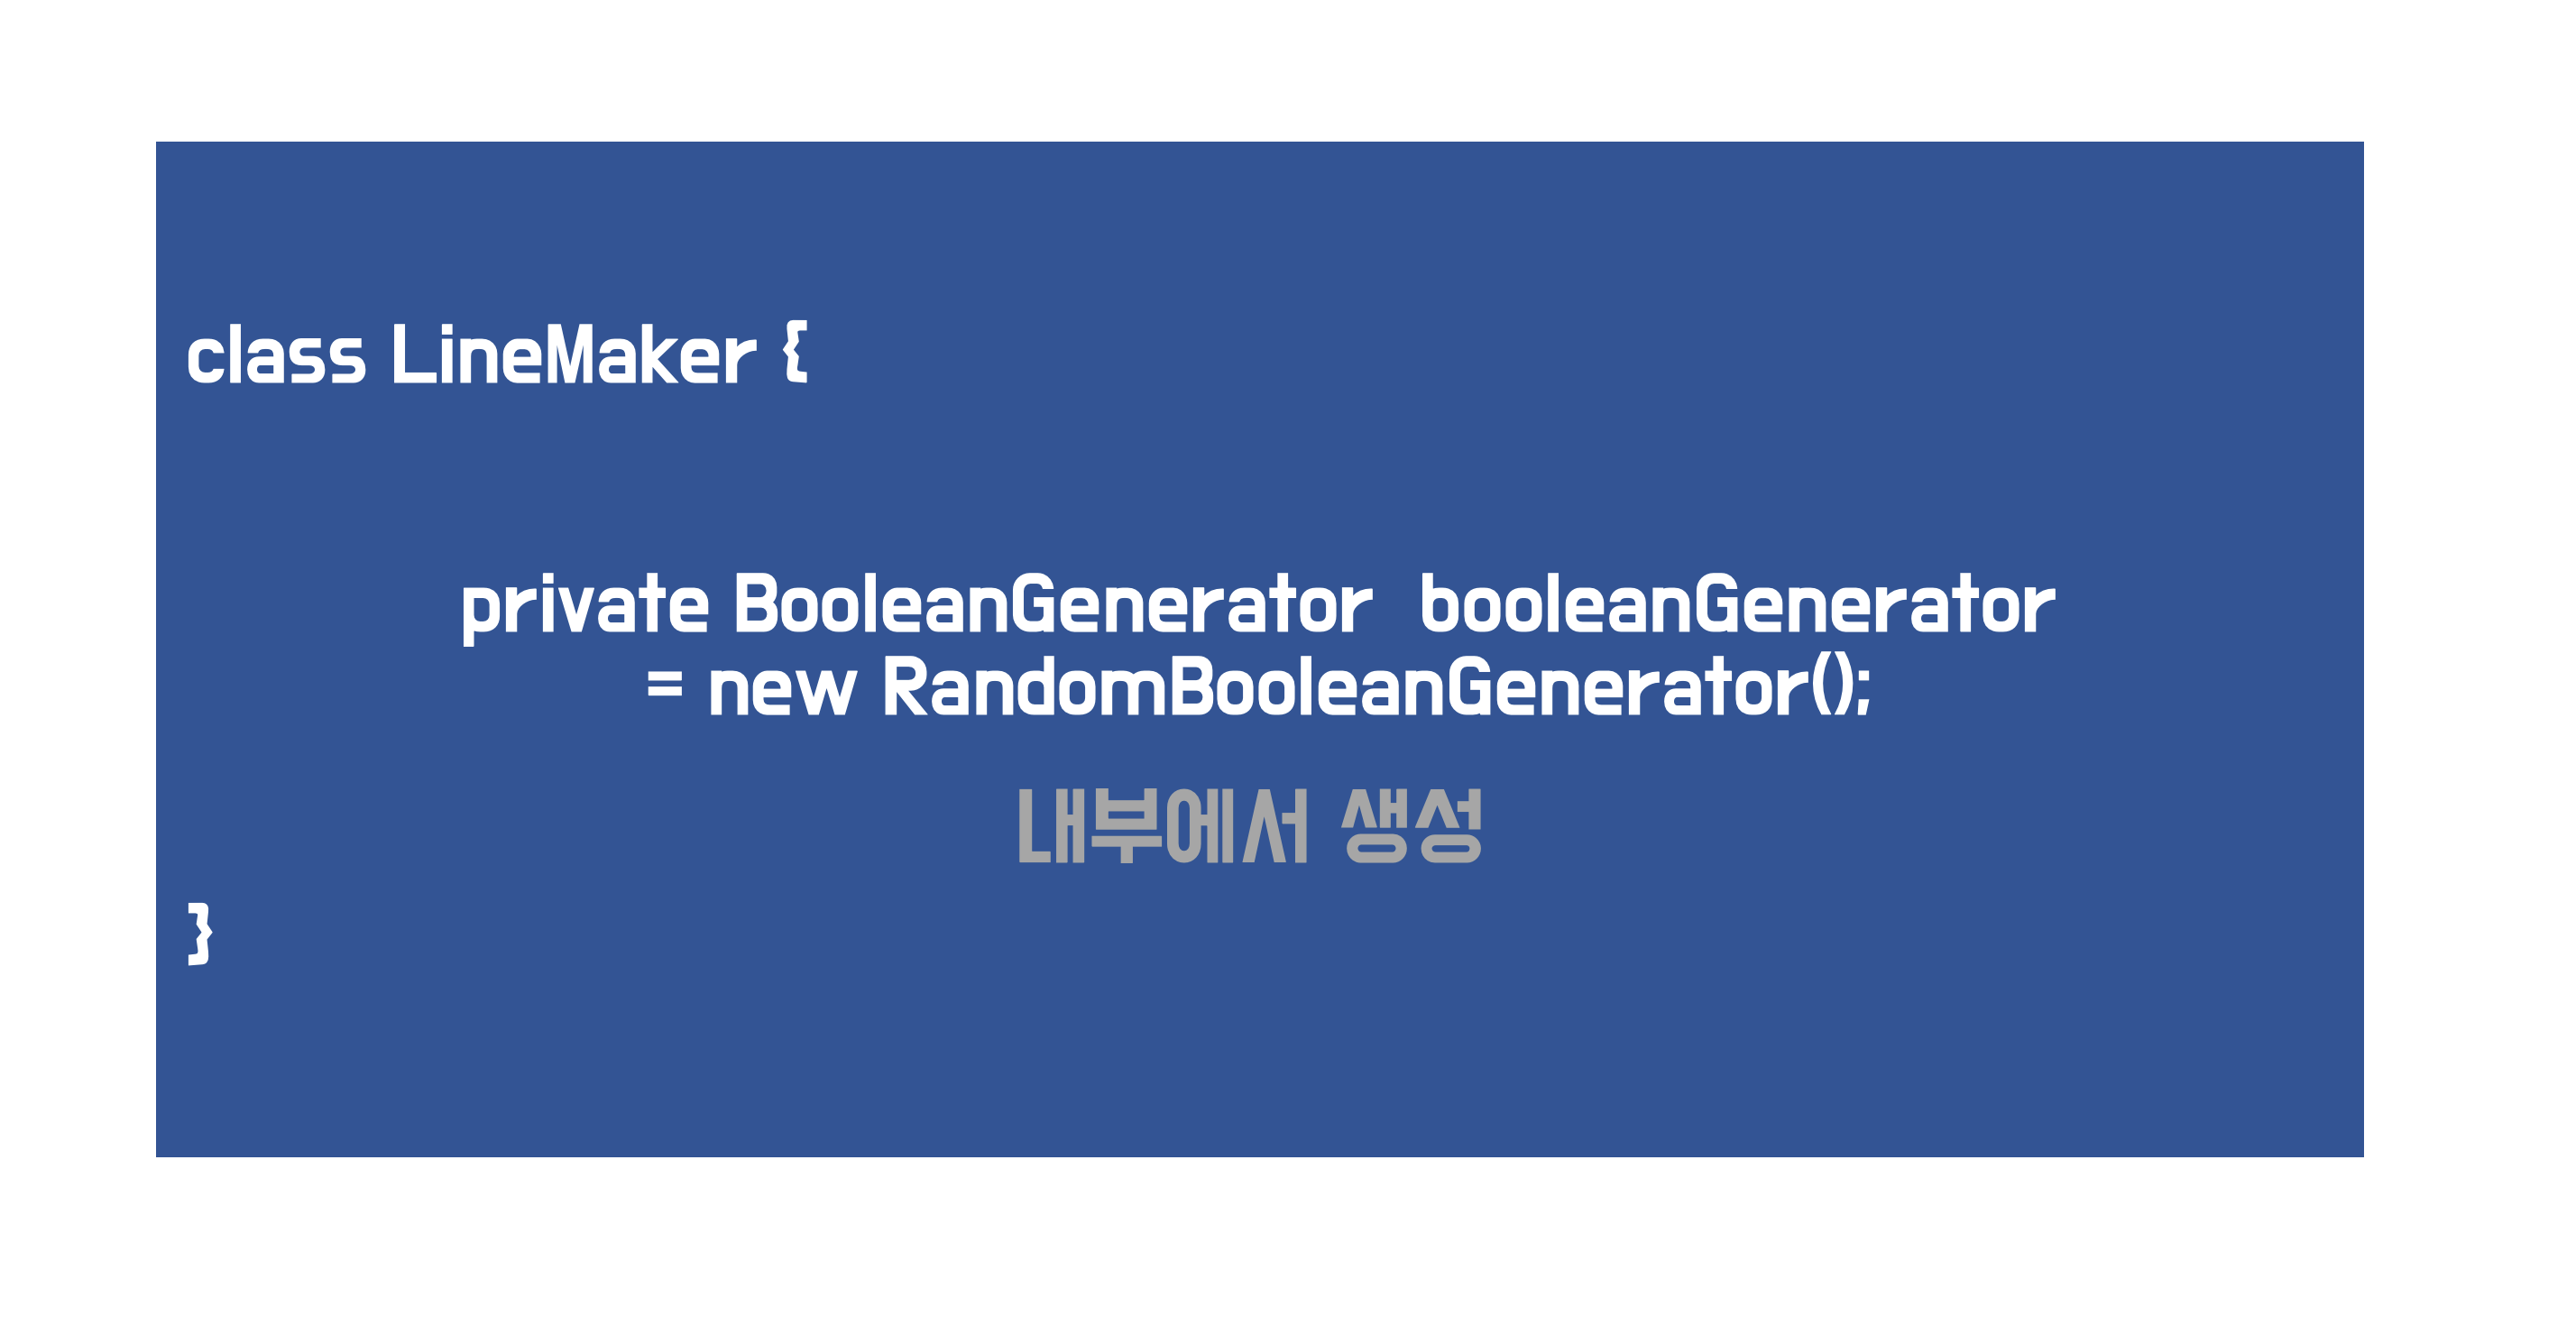 class LineMaker {
private BooleanGenerator booleanGenerator
= new RandomBooleanGenerator();
내부에서 생성
}